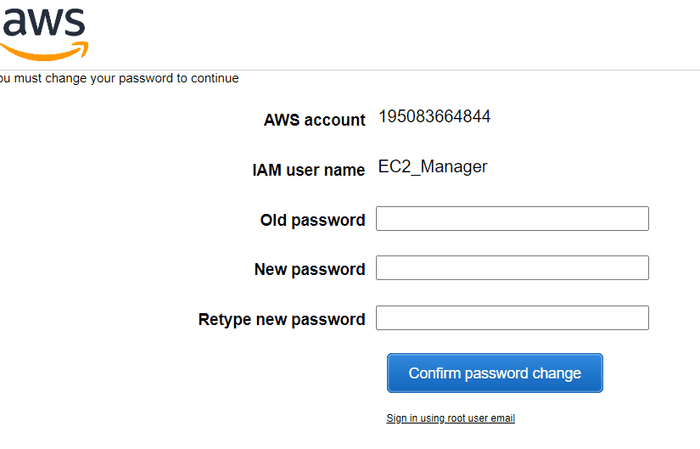 aws
ou must change your password to continue
AWS account 195083664844
IAM user name EC2_Manager
Old password
New password
Retype new password
Confirm password change
Sign in using root user email